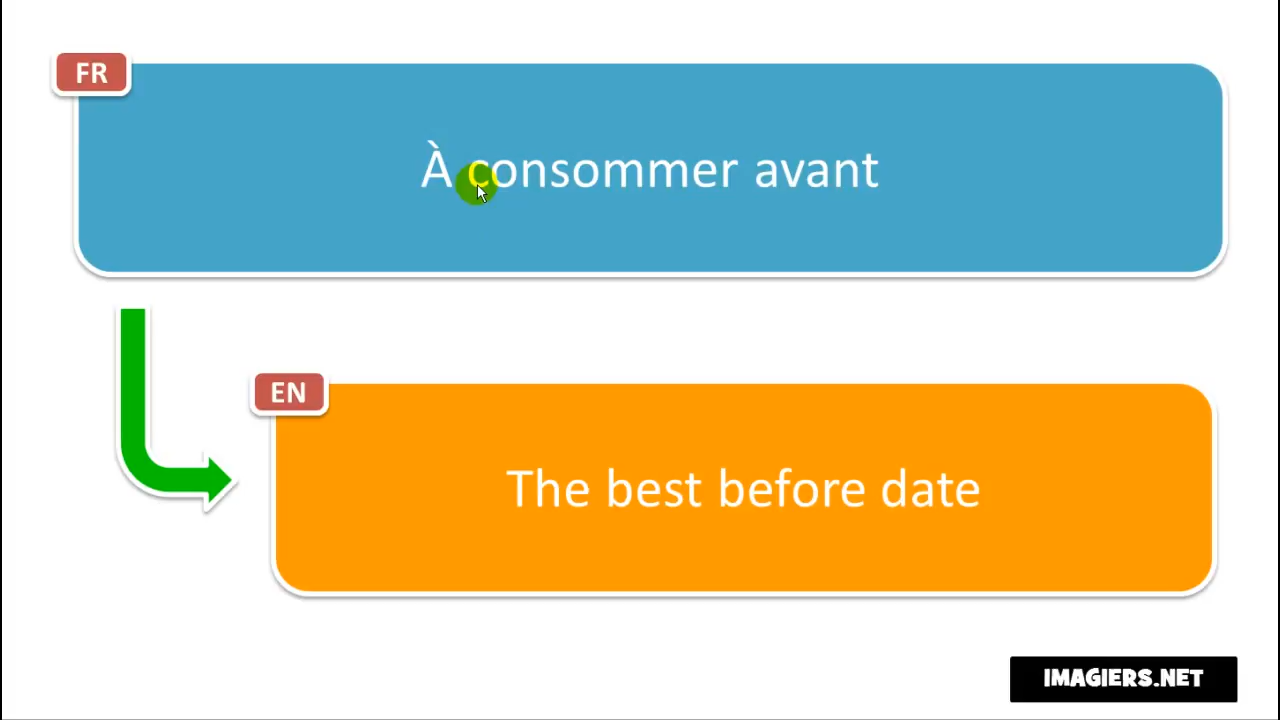 FR
À consommer avant
EN
The best before date
IMAGIERS.NET